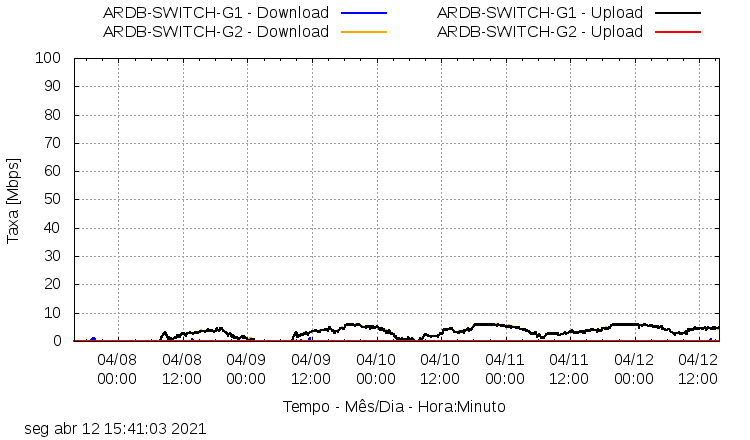 ARDB-SWITCH-G1 - Download ARDB-SWITCH-G1 - Upload
ARDB-SWITCH-G2 - Download ARDB-SWITCH-G2 - Upload
100
90
80
70
60
50
40
30
20
10
0
Taxa [Mbps]
04/08 04/08 04/09 04/09 04/10 04/10 04/11 04/11 04/12 04/12
00:00 12:00 00:00 12:00 00:00 12:00 00:00 12:00 00:00 12:00
Tempo - Mês/Dia - Hora:Minuto
seg abr 12 15:41:03 2021